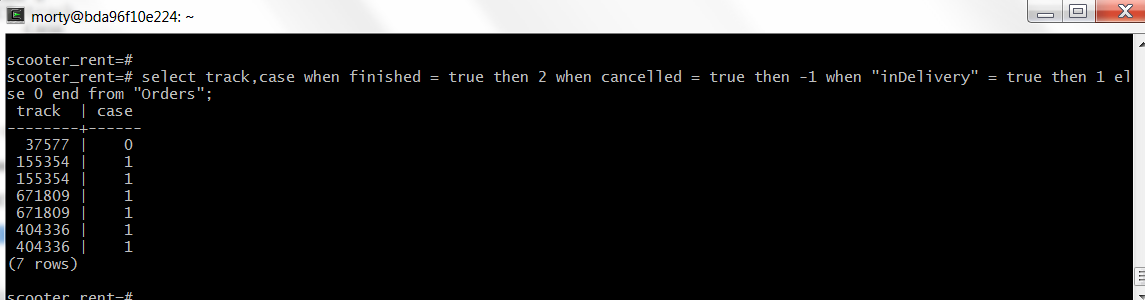 morty@bda96f10e224: ~
scooter_rent=#
scooter_rent=# select track,case when finished = true then 2 when cancelled = true then -1 when "inDelivery" = true then 1 el
se 0 end from "Orders";
 track  | case
--------+------
  37577 |    0
 155354 |    1
 155354 |    1
 671809 |    1
 671809 |    1
 404336 |    1
 404336 |    1
(7 rows)
scooter_rent=#